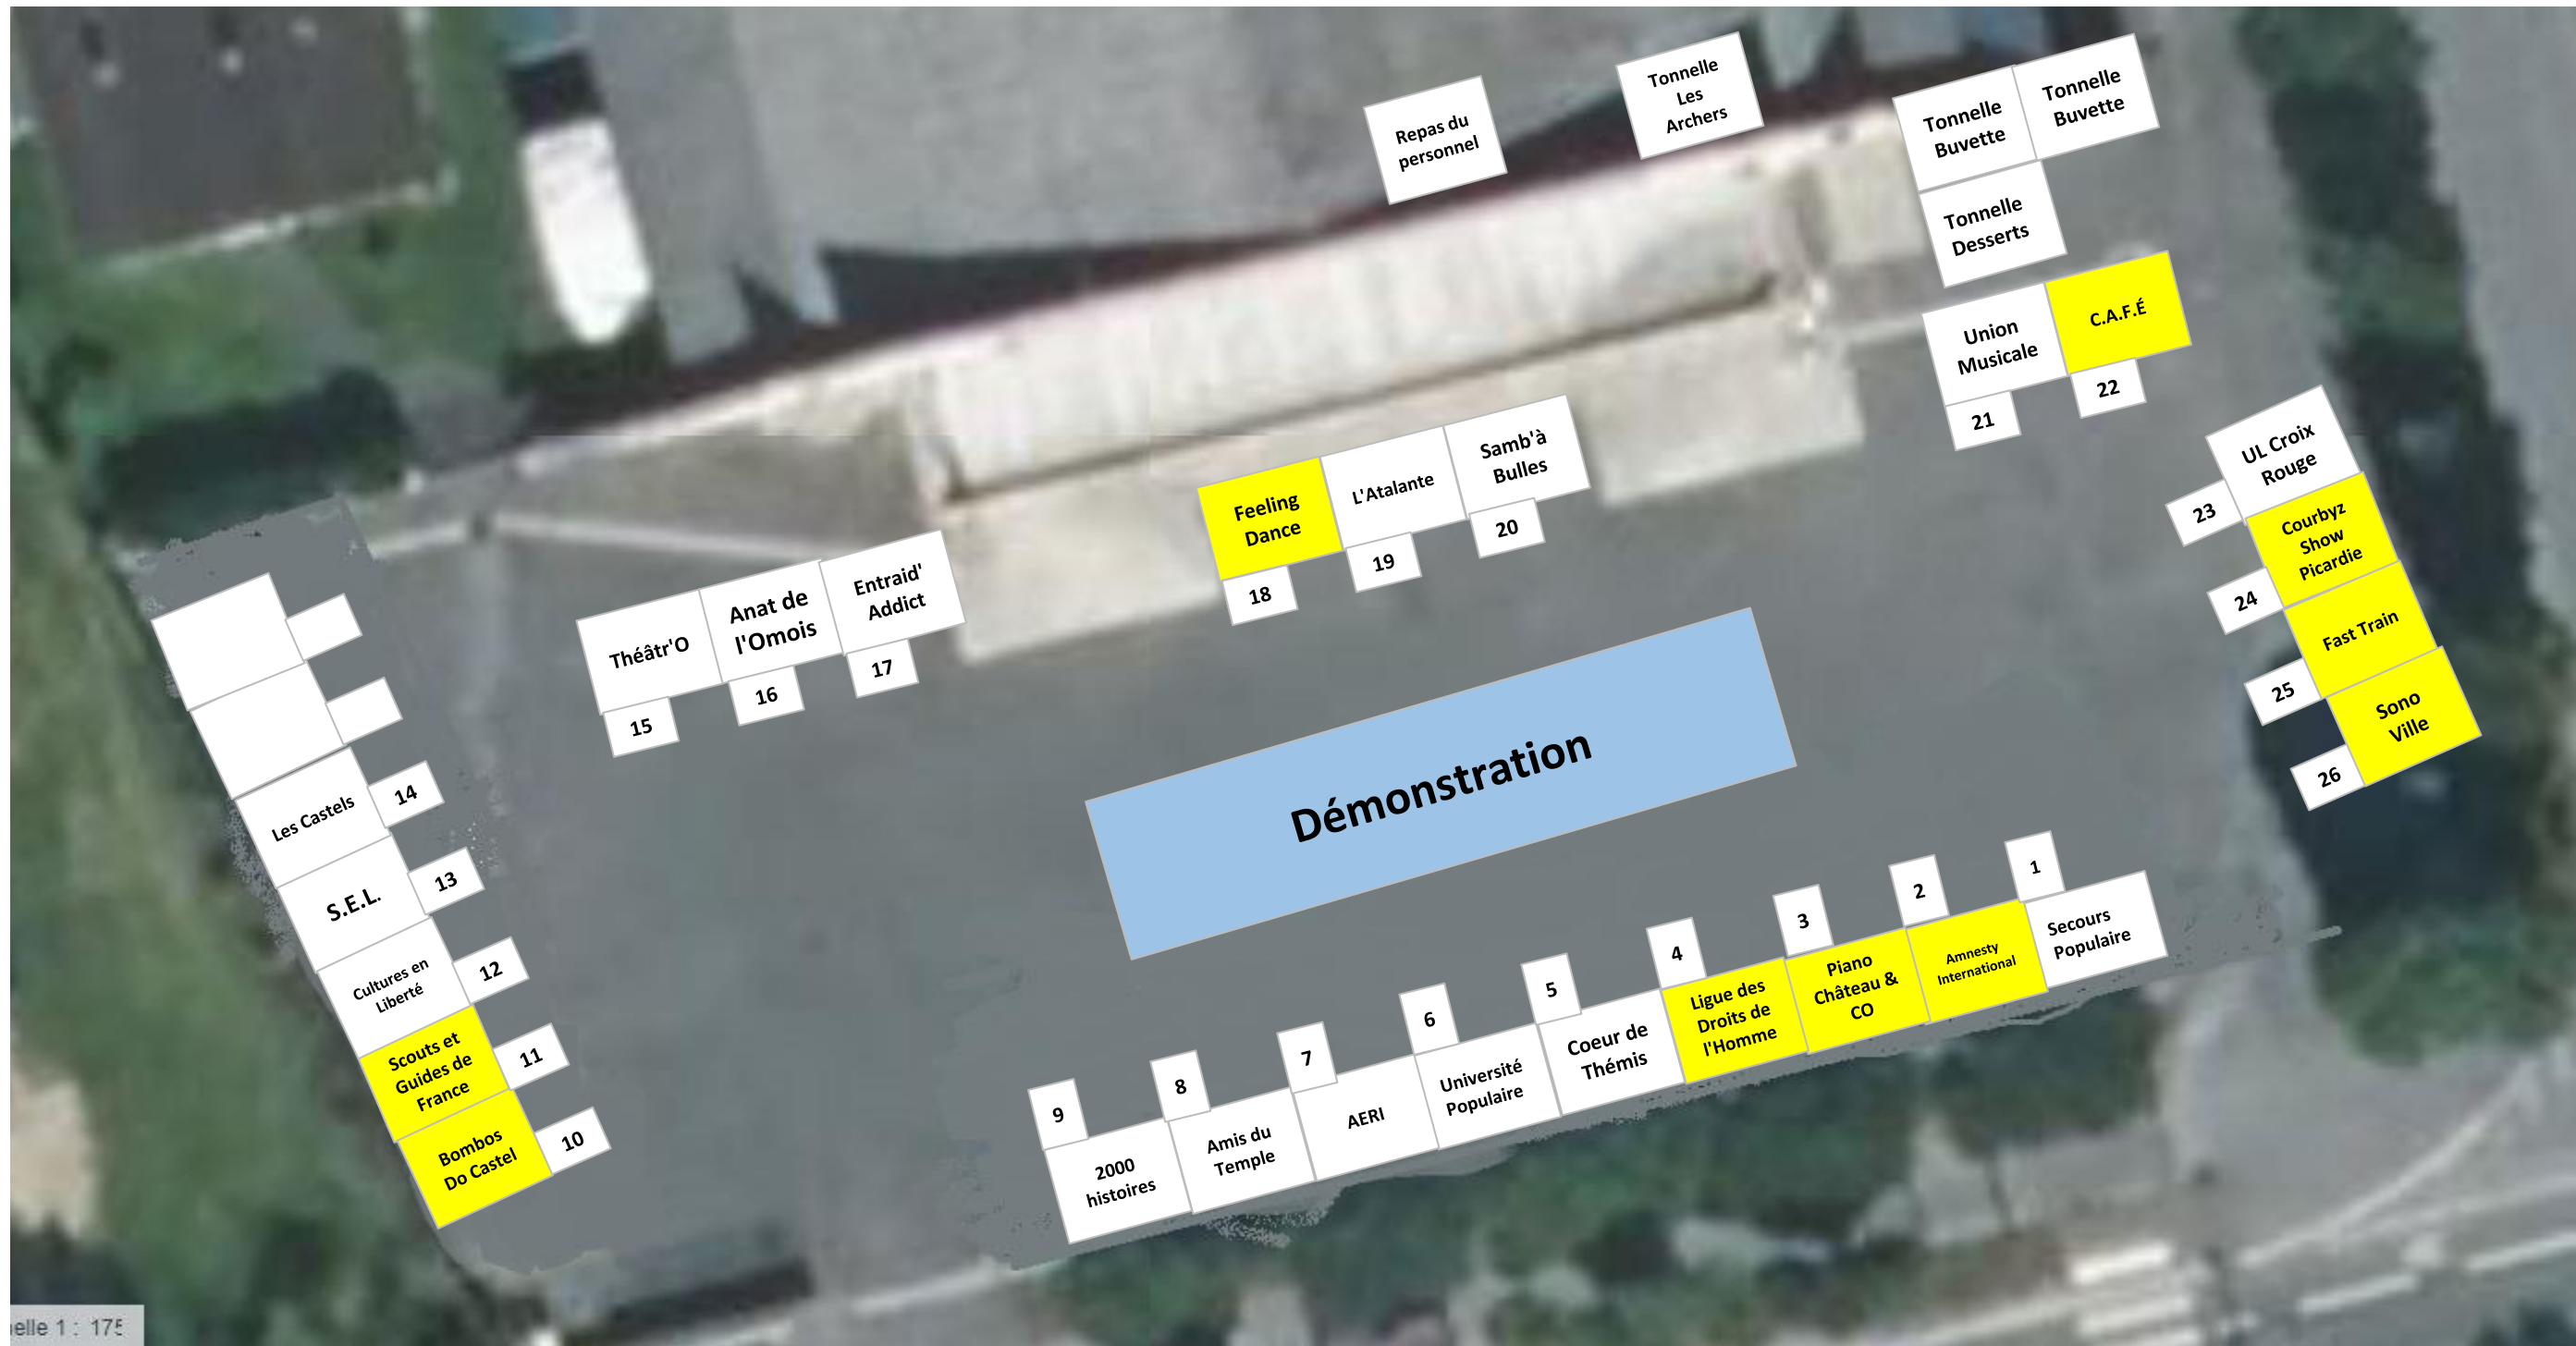 Repas du
personnel
Tonnelle
Les
Archers
Tonnelle
Buvette
Tonnelle
Buvette
Tonnelle
Desserts
Union
Musicale
21
C.A.F.É
22
UL Croix
Rouge
23
Courbyz
Show
Picardie
24
Fast Train
25
Sono
Ville
26
Feeling
Dance
18
L'Atalante
19
Samb'à
Bulles
20
Théâtr'O
15
Anat de
l'Omois
16
Entraid'
Addict
17
Les Castels
14
S.E.L.
13
Cultures en
Liberté
12
Scouts et
Guides de
France
11
Bombos
Do Castel
10
Démonstration
1
Secours
Populaire
2
Amnesty
International
3
Piano
Château &
CO
4
Ligue des
Droits de
l'Homme
5
Coeur de
Thémis
6
Université
Populaire
7
AERI
8
Amis du
Temple
9
2000
histoires
elle 1 : 175